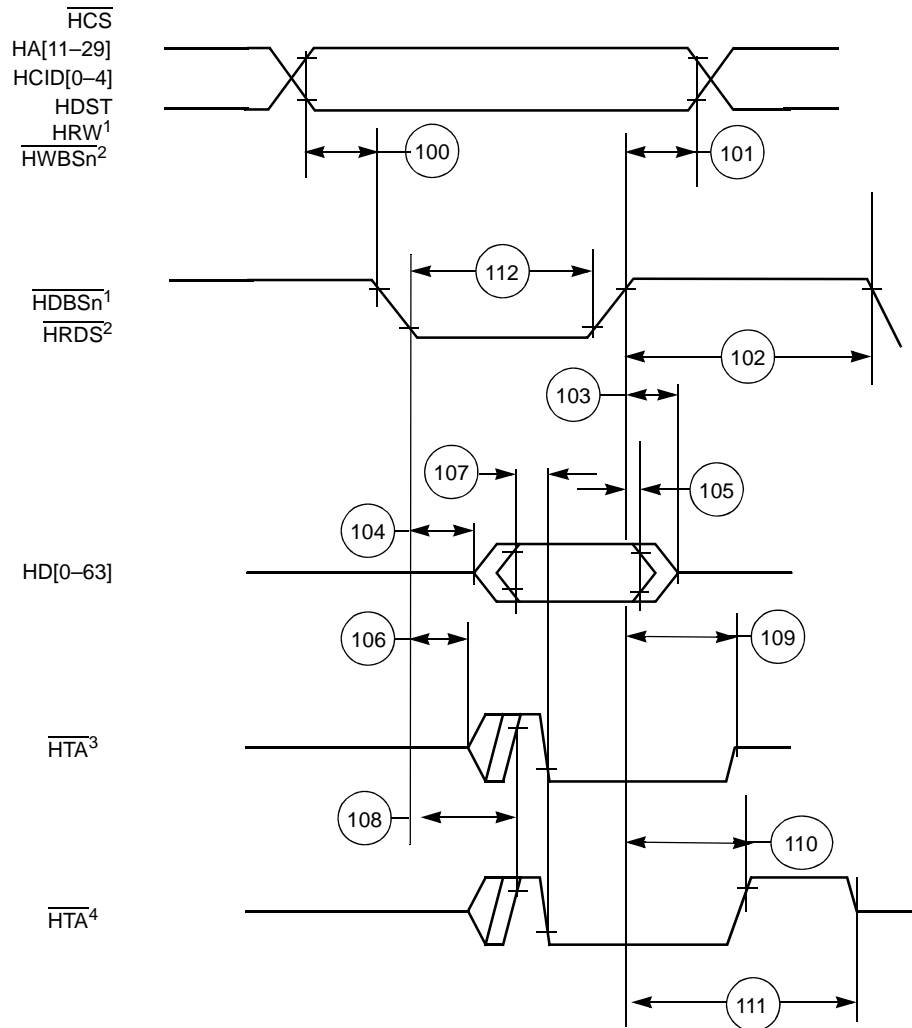 HCS
HA[11–29]
HCID[0–4]
HDST
HRW1
HWBSn2
100
101
112
HDBSn1
HRDS2
102
103
107
105
104
HD[0–63]
106
109
HTA3
108
110
HTA4
111